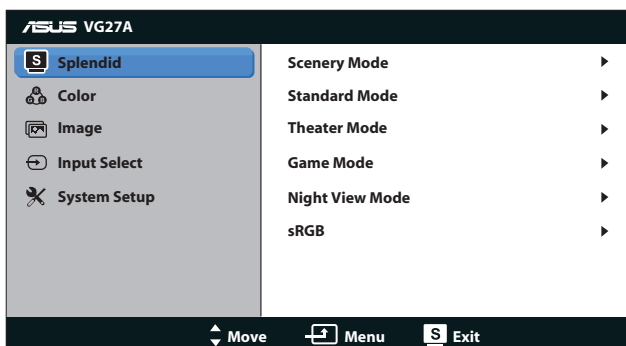 ASUS VG27A
S Splendid
Color
Image
Input Select
System Setup
Scenery Mode
Standard Mode
Theater Mode
Game Mode
Night View Mode
sRGB
Move Menu S Exit